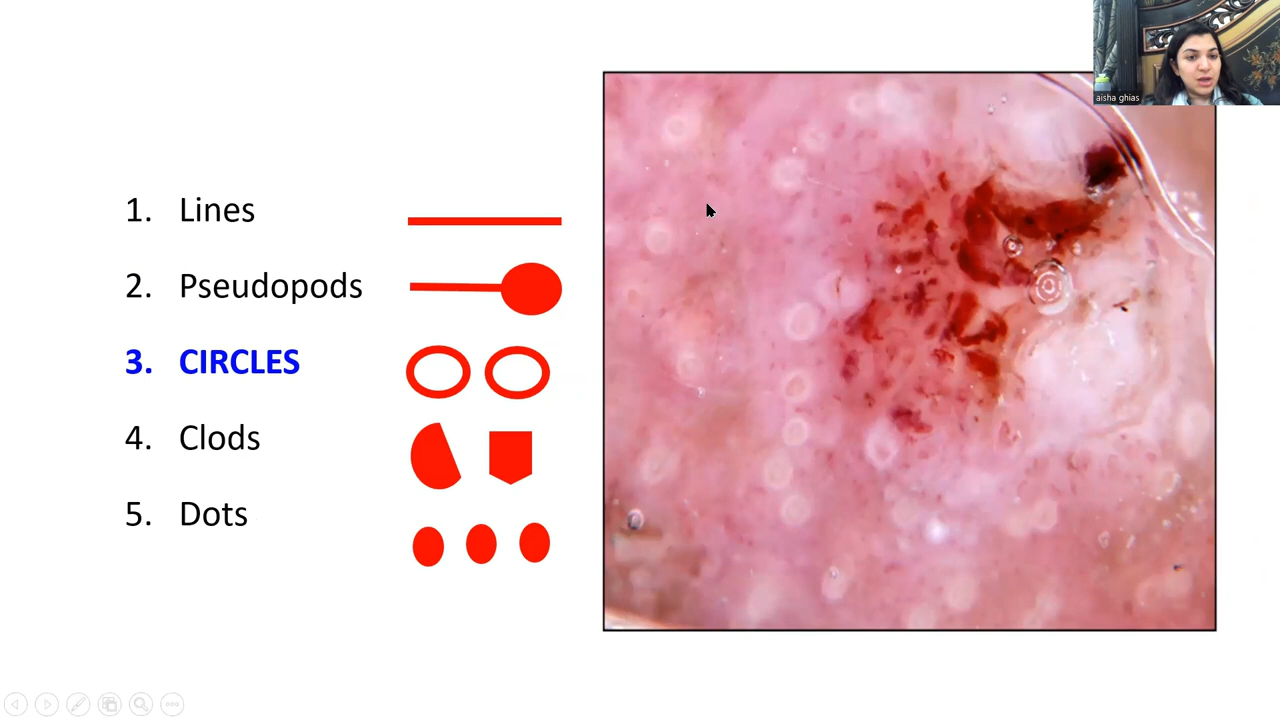 aisha ghias
1. Lines
2. Pseudopods
3. CIRCLES
4. Clods
5. Dots